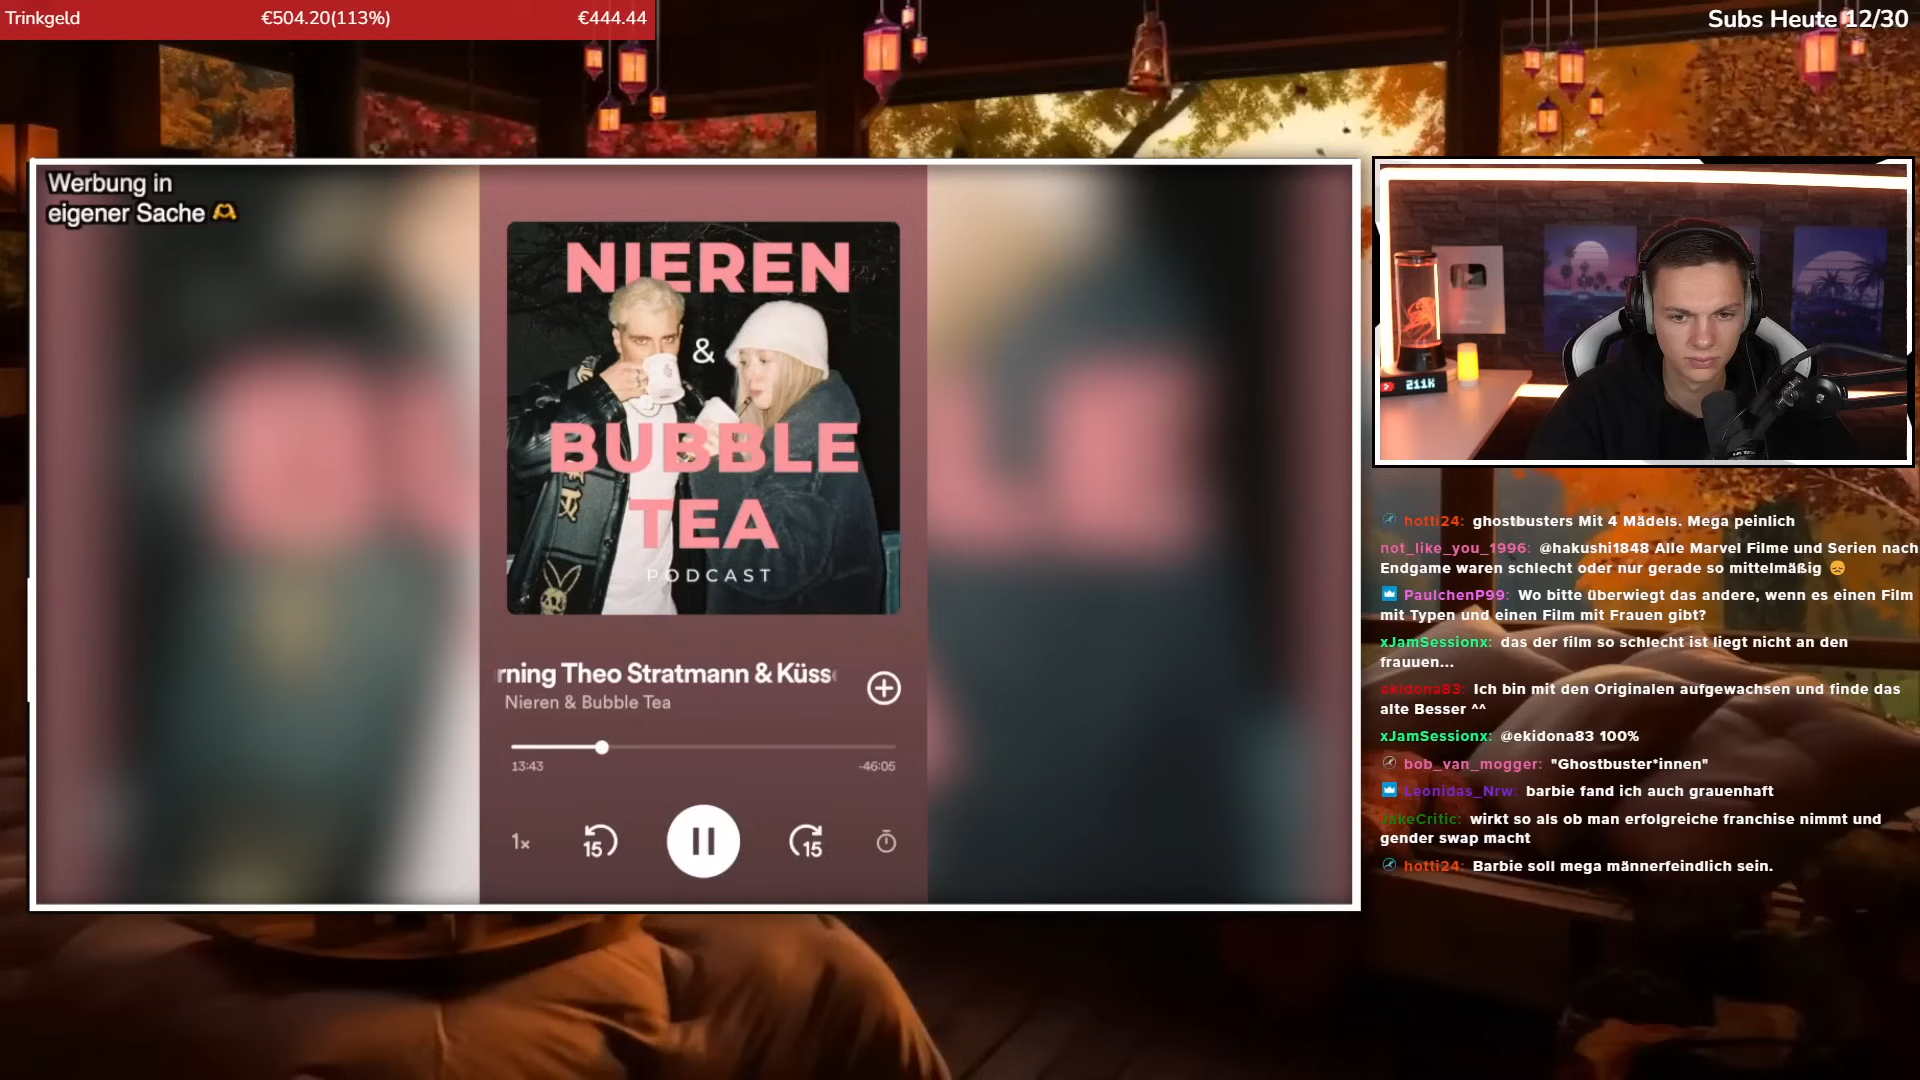 Trinkgeld €504.20(113%) €444.44
Subs Heute 12/30
Werbung in
eigener Sache
NIEREN
&
BUBBLE
TEA
PODCAST
rning Theo Stratmann & Küss
Nieren & Bubble Tea
13:43 -46:05
1x 15 15
211K
hotti24: ghostbusters Mit 4 Mädels. Mega peinlich
not_like_you_1996: @hakushi1848 Alle Marvel Filme und Serien nach
Endgame waren schlecht oder nur gerade so mittelmäßig 😞
PaulchenP99: Wo bitte überwiegt das andere, wenn es einen Film
mit Typen und einen Film mit Frauen gibt?
xJamSessionx: das der film so schlecht ist liegt nicht an den
frauuen...
ekidona83: Ich bin mit den Originalen aufgewachsen und finde das
alte Besser ^^
xJamSessionx: @ekidona83 100%
bob_van_mogger: "Ghostbuster*innen"
Leonidas_Nrw: barbie fand ich auch grauenhaft
JakeCritic: wirkt so als ob man erfolgreiche franchise nimmt und
gender swap macht
hotti24: Barbie soll mega männerfeindlich sein.